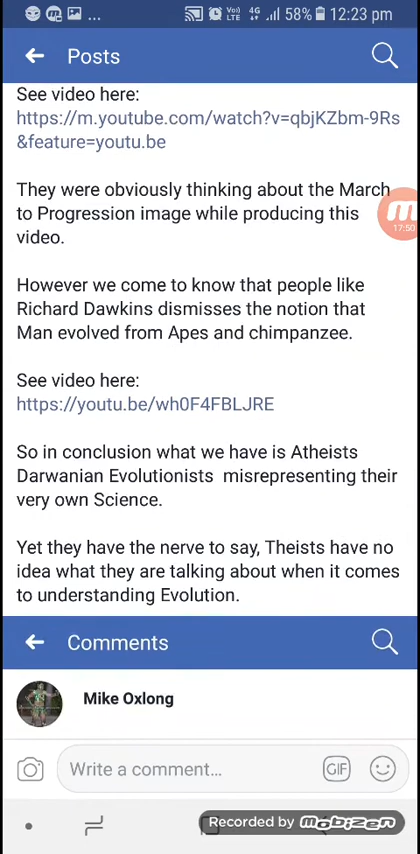 58% 12:23 pm
Posts
See video here:
https://m.youtube.com/watch?v=qbjKZbm-9Rs
&feature=youtu.be
They were obviously thinking about the March
to Progression image while producing this
video.
17:50
However we come to know that people like
Richard Dawkins dismisses the notion that
Man evolved from Apes and chimpanzee.
See video here:
https://youtu.be/wh0F4FBLJRE
So in conclusion what we have is Atheists
Darwanian Evolutionists misrepresenting their
very own Science.
Yet they have the nerve to say, Theists have no
idea what they are talking about when it comes
to understanding Evolution.
Comments
Mike Oxlong
Write a comment...
GIF
Recorded by mobizen